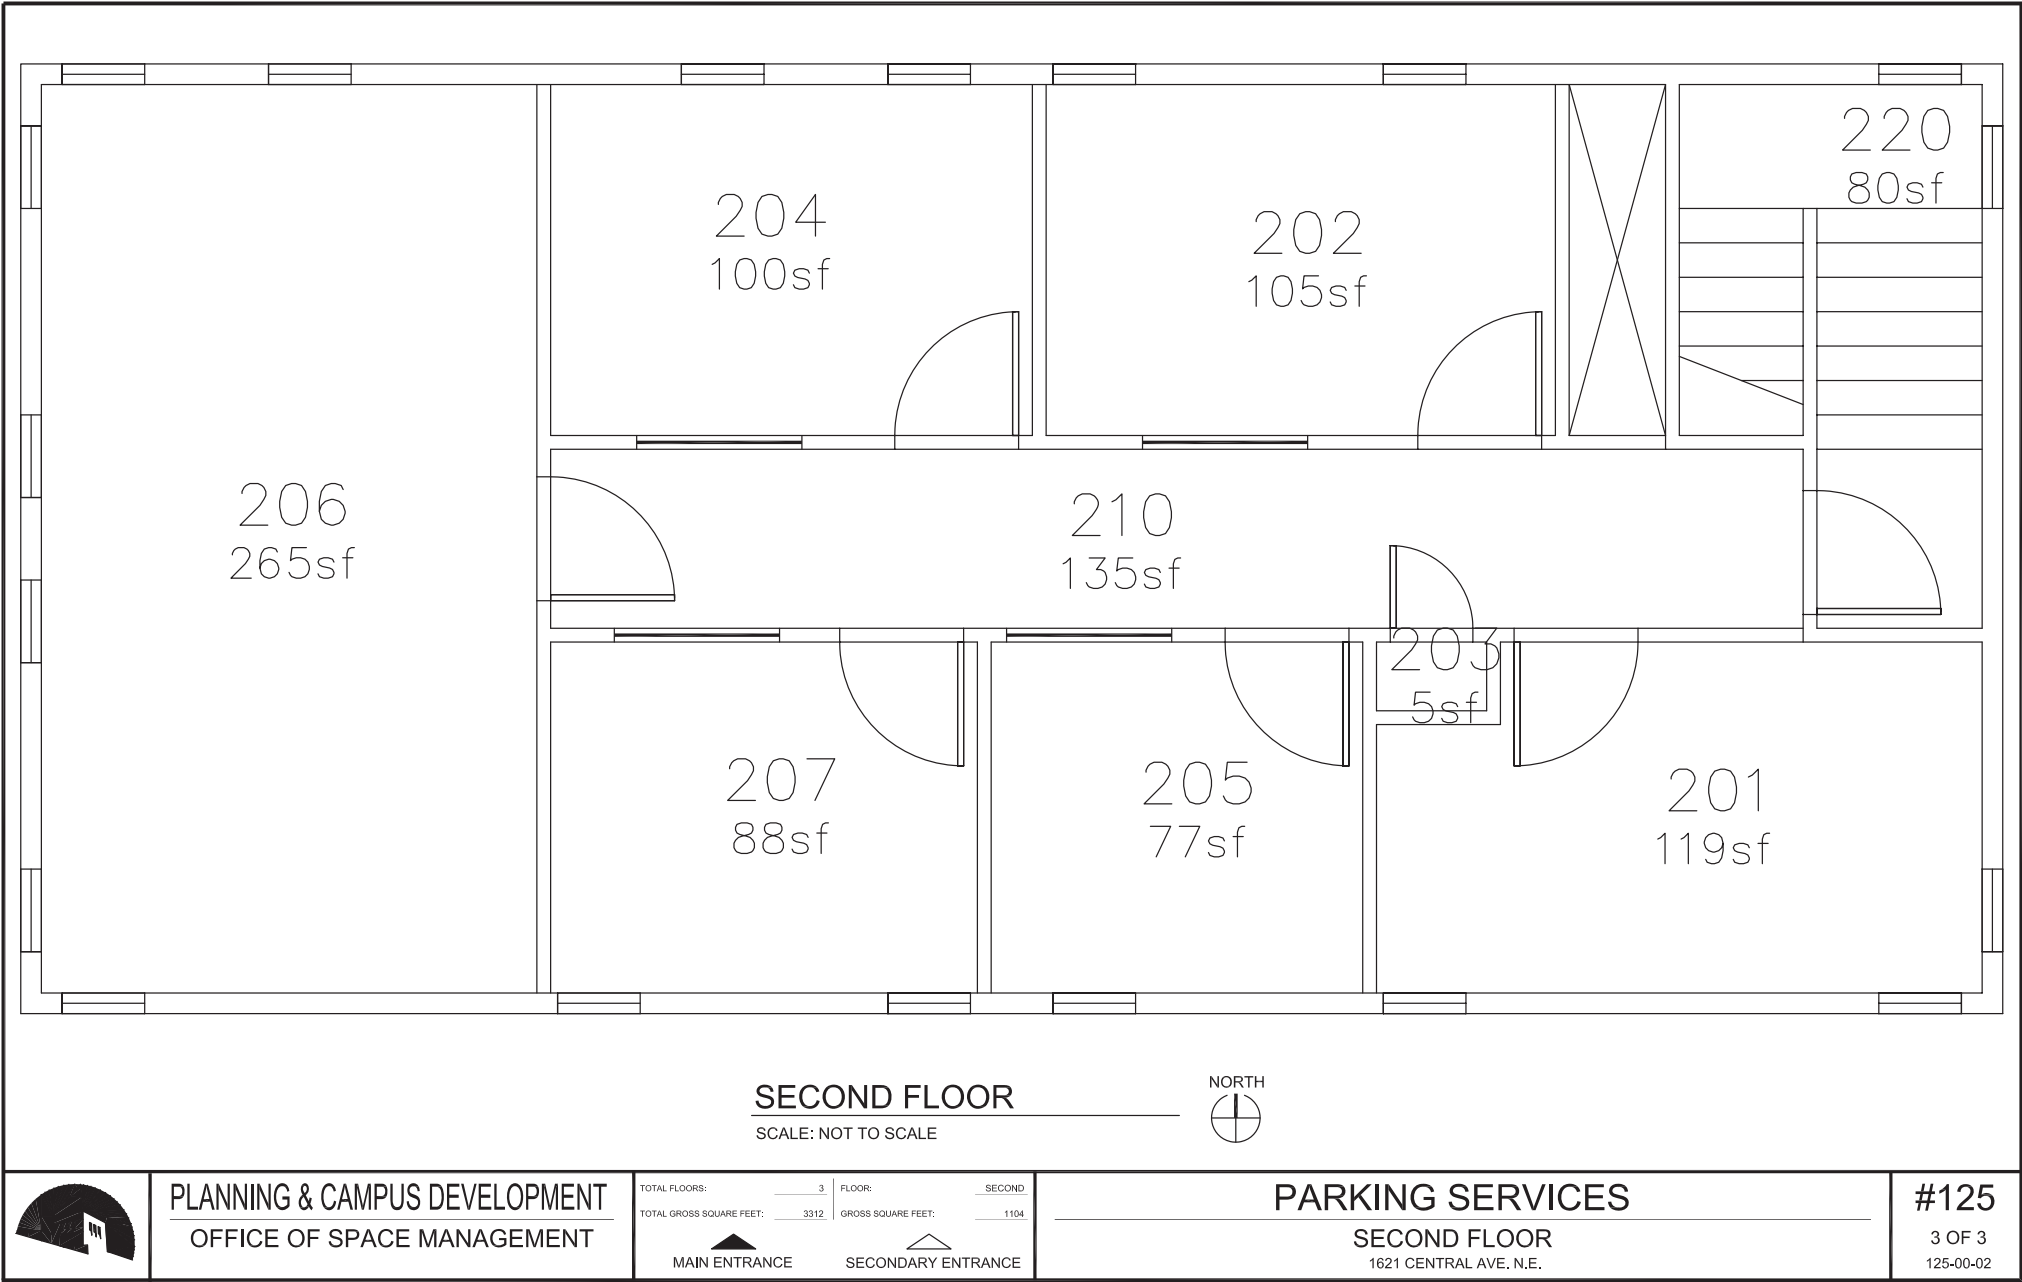 220
80sf
204
100sf
202
105sf
206
265sf
210
135sf
203
5sf
207
88sf
205
77sf
201
119sf
SECOND FLOOR
SCALE: NOT TO SCALE
NORTH
PLANNING & CAMPUS DEVELOPMENT
OFFICE OF SPACE MANAGEMENT
TOTAL FLOORS: 3 FLOOR: SECOND
TOTAL GROSS SQUARE FEET: 3312 GROSS SQUARE FEET: 1104
MAIN ENTRANCE SECONDARY ENTRANCE
PARKING SERVICES
SECOND FLOOR
1621 CENTRAL AVE. N.E.
#125
3 OF 3
125-00-02